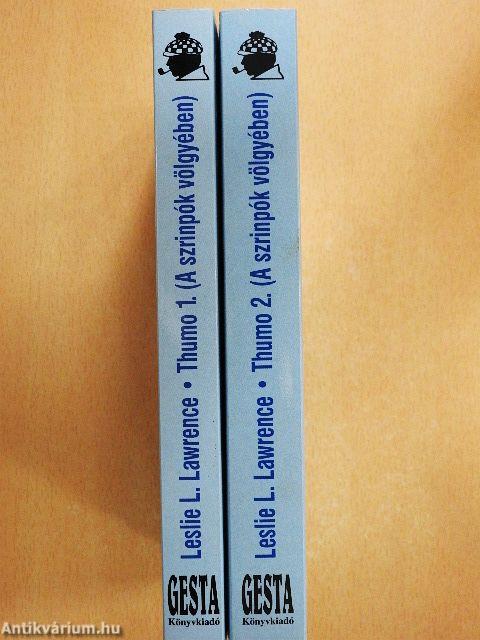 Leslie L. Lawrence • Thumo 1. (A szrinpók völgyében)
GESTA
Könyvkiadó
Leslie L. Lawrence • Thumo 2. (A szrinpók völgyében)
GESTA
Könyvkiadó
Antikvárium.hu